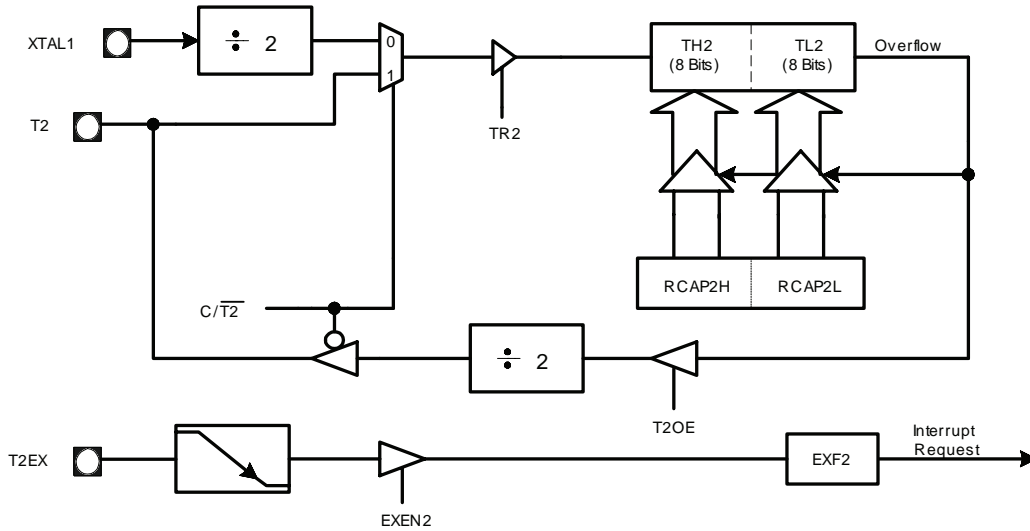 XTAL1
÷ 2
0
1
TR2
TH2
(8 Bits)
TL2
(8 Bits)
Overflow
RCAP2H
RCAP2L
C/T2
÷ 2
T2OE
T2
T2EX
EXEN2
EXF2
Interrupt
Request